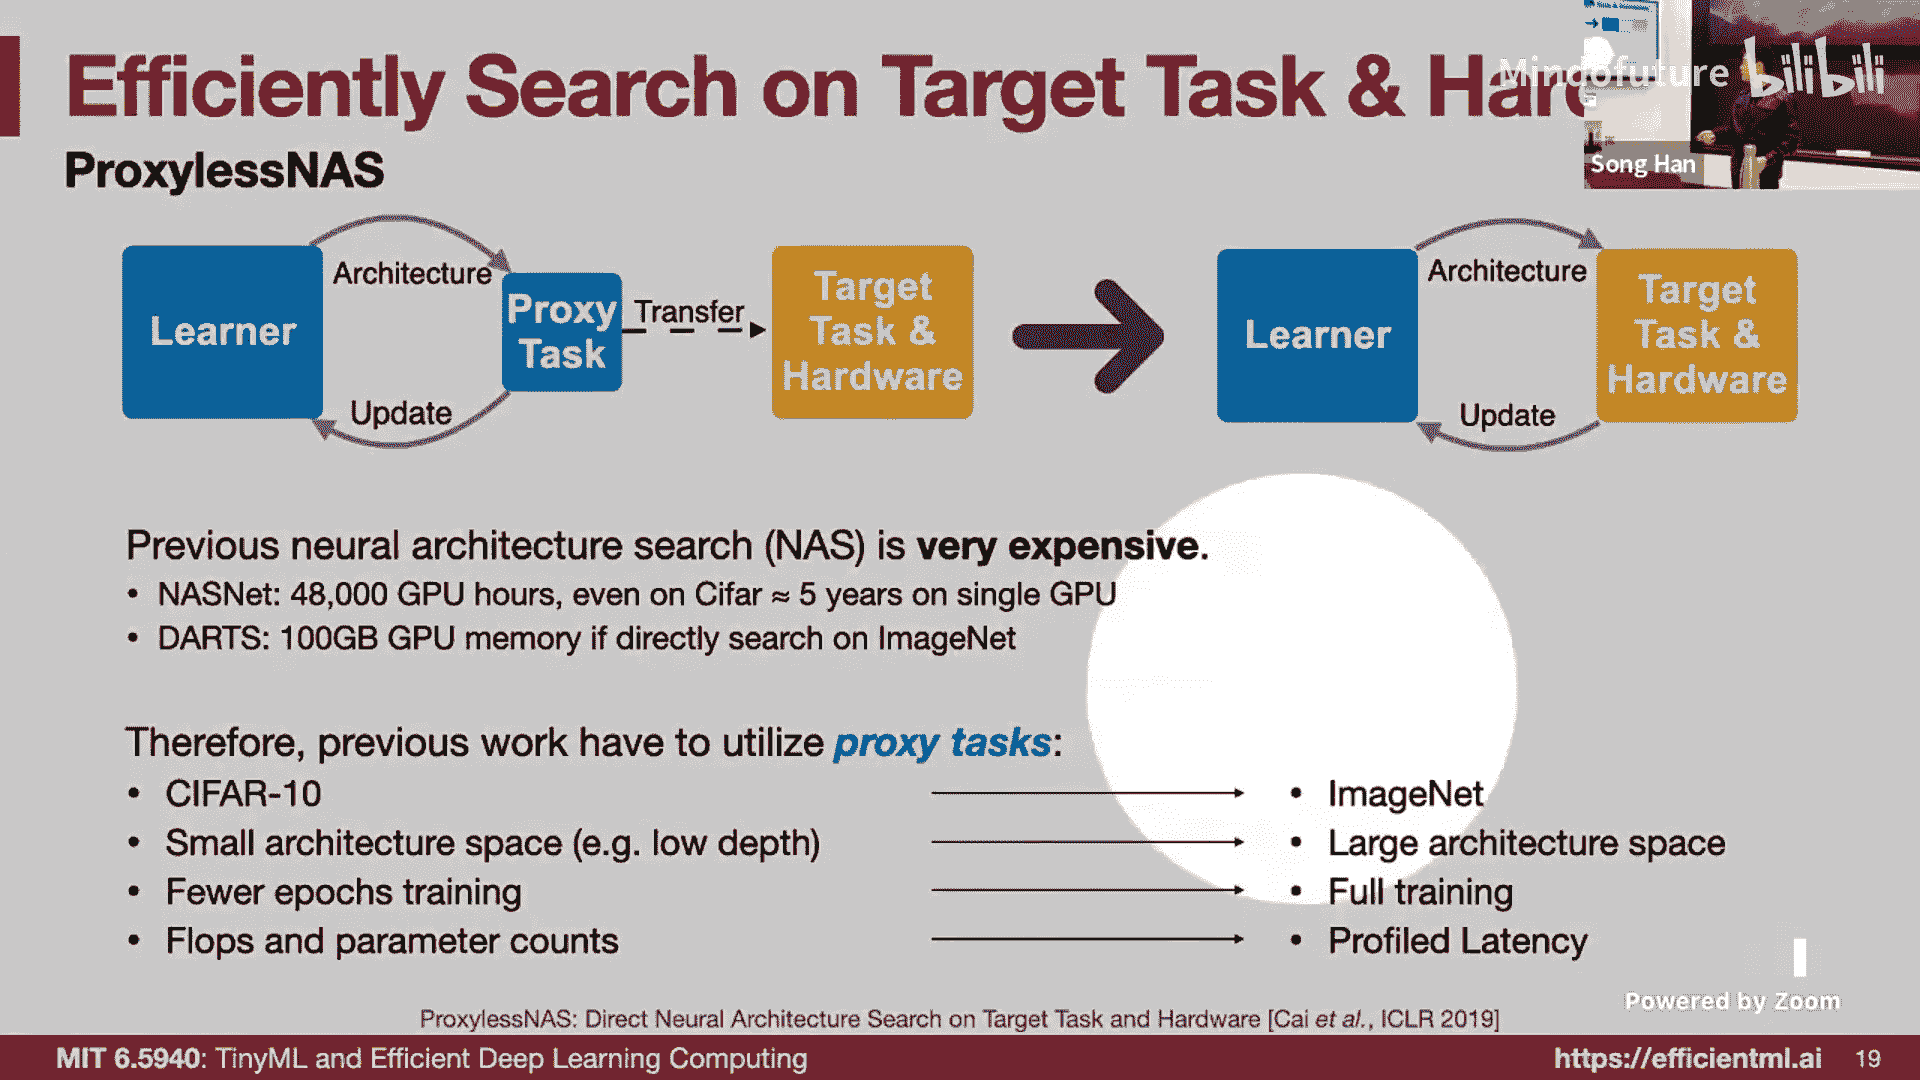 Efficiently Search on Target Task &
Mindofuture bilibili
ProxylessNAS
Song Han
Learner
Architecture
Update
Proxy
Task
Transfer
Target
Task &
Hardware
Learner
Architecture
Update
Target
Task &
Hardware
Previous neural architecture search (NAS) is very expensive.
• NASNet: 48,000 GPU hours, even on Cifar ≈ 5 years on single GPU
• DARTS: 100GB GPU memory if directly search on ImageNet
Therefore, previous work have to utilize proxy tasks:
• CIFAR-10
• ImageNet
• Small architecture space (e.g. low depth)
• Large architecture space
• Fewer epochs training
• Full training
• Flops and parameter counts
• Profiled Latency
Powered by Zoom
ProxylessNAS: Direct Neural Architecture Search on Target Task and Hardware [Cai et al., ICLR 2019]
MIT 6.5940: TinyML and Efficient Deep Learning Computing
https://efficientml.ai 19